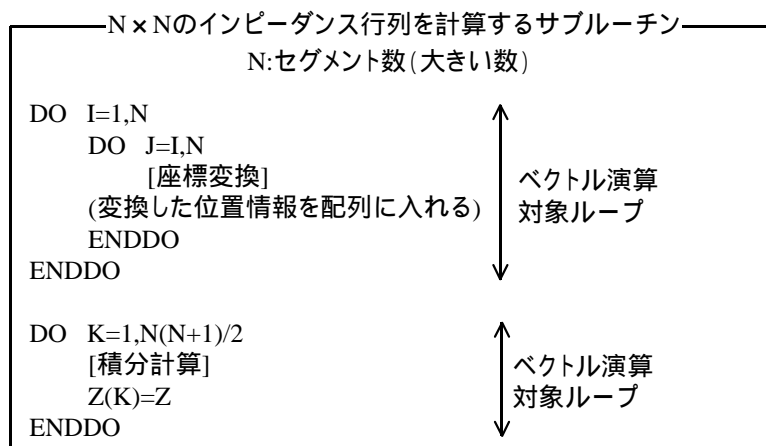 N×Nのインピーダンス行列を計算するサブルーチン
N:セグメント数(大きい数)
DO I=1,N
DO J=I,N
[座標変換]
(変換した位置情報を配列に入れる)
ENDDO
ENDDO
ベクトル演算
対象ループ
DO K=1,N(N+1)/2
[積分計算]
Z(K)=Z
ENDDO
ベクトル演算
対象ループ